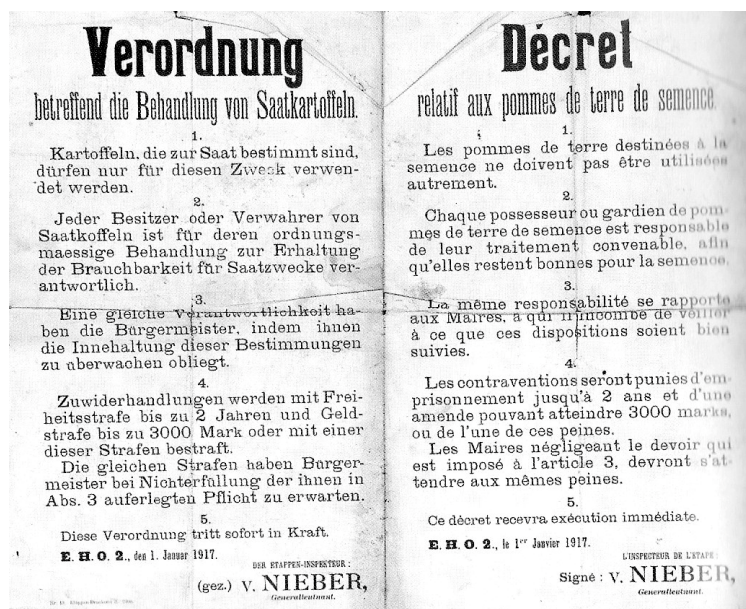 Verordnung
betreffend die Behandlung von Saatkartoffeln.
1.
Kartoffeln, die zur Saat bestimmt sind,
dürfen nur für diesen Zweck verwen-
det werden.
2.
Jeder Besitzer oder Verwahrer von
Saatkoffeln ist für deren ordnungs-
maessige Behandlung zur Erhaltung
der Brauchbarkeit für Saatzwecke ver-
antwortlich.
3.
Eine gleiche Verantwortlichkeit ha-
ben die Bürgermeister, indem ihnen
die Innehaltung dieser Bestimmungen
zu uberwachen obliegt.
4.
Zuwiderhandlungen werden mit Frei-
heitsstrafe bis zu 2 Jahren und Geld-
strafe bis zu 3000 Mark oder mit einer
dieser Strafen bestraft.
Die gleichen Strafen haben Burger-
meister bei Nichterfüllung der ihnen in
Abs. 3 auferlegten Pflicht zu erwarten.
5.
Diese Verordnung tritt sofort in Kraft.
E. H. O. 2., den 1. Januar 1917.
DER ETAPPEN-INSPEKTEUR :
(gez.) V. NIEBER,
Generalleutnant.
Décret
relatif aux pommes de terre de semence.
1.
Les pommes de terre destinées à la
semence ne doivent pas être utilisées
autrement.
2.
Chaque possesseur ou gardien de pom-
mes de terre de semence est responsable
de leur traitement convenable, afin
qu'elles restent bonnes pour la semence.
3.
La même responsabilité se rapporte
aux Maires, à qui il incombe de veiller
à ce que ces dispositions soient bien
suivies.
4.
Les contraventions seront punies d'em-
prisonnement jusqu'à 2 ans et d'une
amende pouvant atteindre 3000 marks,
ou de l'une de ces peines.
Les Maires négligeant le devoir qui
est imposé à l'article 3, devront s'at-
tendre aux mêmes peines.
5.
Ce décret recevra exécution immédiate.
E. H. O. 2., le 1er Janvier 1917.
L'INSPECTEUR DE L'ETAPE :
Signé : V. NIEBER,
Generalleutnant.